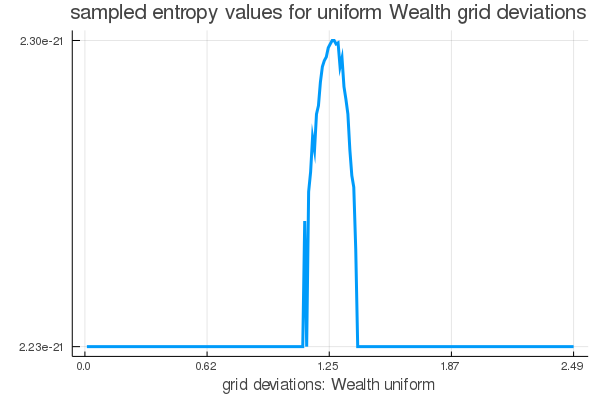 sampled entropy values for uniform Wealth grid deviations
2.30e-21
2.23e-21
0.0 0.62 1.25 1.87 2.49
grid deviations: Wealth uniform